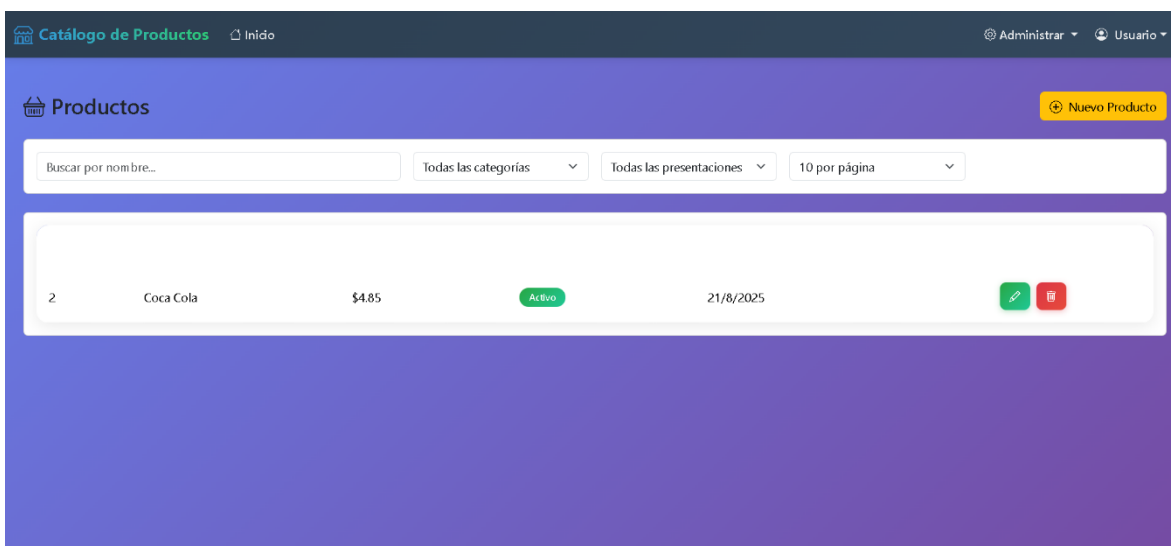 Catálogo de Productos Inicio Administrar Usuario
Productos Nuevo Producto
Buscar por nombre... Todas las categorías Todas las presentaciones 10 por página
2 Coca Cola $4.85 Activo 21/8/2025